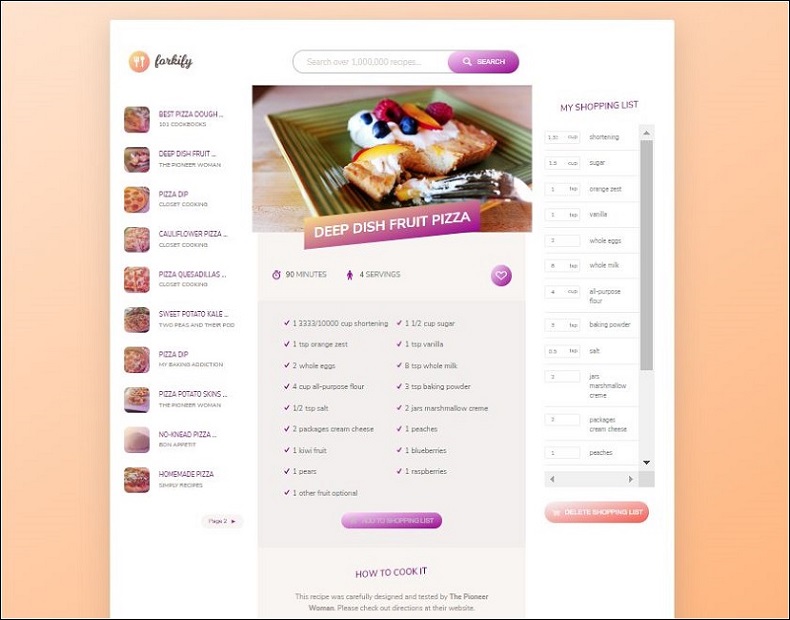 forkify
Search over 1,000,000 recipes...
SEARCH
BEST PIZZA DOUGH ...
101 COOKBOOKS
DEEP DISH FRUIT ...
THE PIONEER WOMAN
PIZZA DIP
CLOSET COOKING
CAULIFLOWER PIZZA ...
CLOSET COOKING
PIZZA QUESADILLAS ...
CLOSET COOKING
SWEET POTATO KALE ...
TWO PEAS AND THEIR POD
PIZZA DIP
MY BAKING ADDICTION
PIZZA POTATO SKINS ...
THE PIONEER WOMAN
NO-KNEAD PIZZA ...
BON APPETIT
HOMEMADE PIZZA
SIMPLY RECIPES
Page 2
DEEP DISH FRUIT PIZZA
90 MINUTES
4 SERVINGS
1 3333/10000 cup shortening
1 1/2 cup sugar
1 tsp orange zest
1 tsp vanilla
2 whole eggs
8 tsp whole milk
4 cup all-purpose flour
3 tsp baking powder
1/2 tsp salt
2 jars marshmallow creme
2 packages cream cheese
1 peaches
1 kiwi fruit
1 blueberries
1 pears
1 raspberries
1 other fruit optional
ADD TO SHOPPING LIST
HOW TO COOK IT
This recipe was carefully designed and tested by The Pioneer
Woman. Please check out directions at their website.
MY SHOPPING LIST
cup shortening
1.5 cup sugar
1 tsp orange zest
1 tsp vanilla
2 whole eggs
8 tsp whole milk
4 cup all-purpose
flour
3 tsp baking powder
0.5 tsp salt
2 jars
marshmallow
creme
2 packages
cream cheese
1 peaches
DELETE SHOPPING LIST